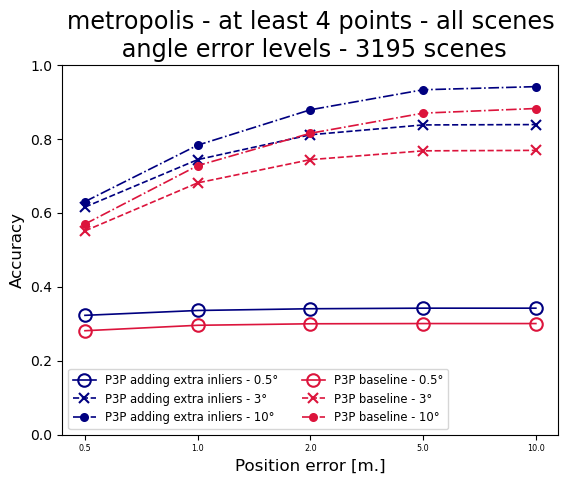 metropolis - at least 4 points - all scenes
angle error levels - 3195 scenes
1.0
0.8
0.6
0.4
0.2
0.0
Accuracy
P3P adding extra inliers - 0.5°
P3P adding extra inliers - 3°
P3P adding extra inliers - 10°
P3P baseline - 0.5°
P3P baseline - 3°
P3P baseline - 10°
0.5 1.0 2.0 5.0 10.0
Position error [m.]